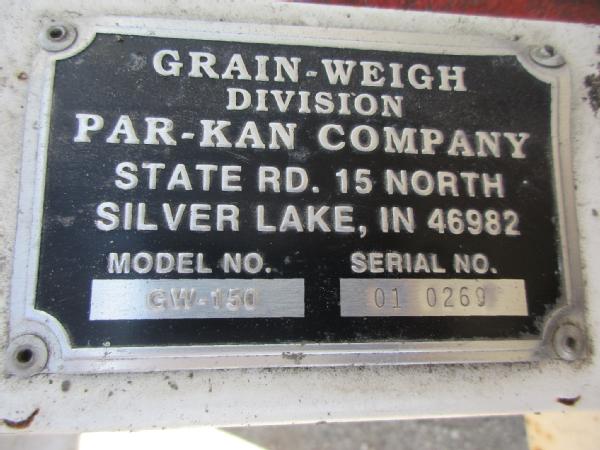 GRAIN-WEIGH
DIVISION
PAR-KAN COMPANY
STATE RD. 15 NORTH
SILVER LAKE, IN 46982
MODEL NO. SERIAL NO.
GW-150 01 0269